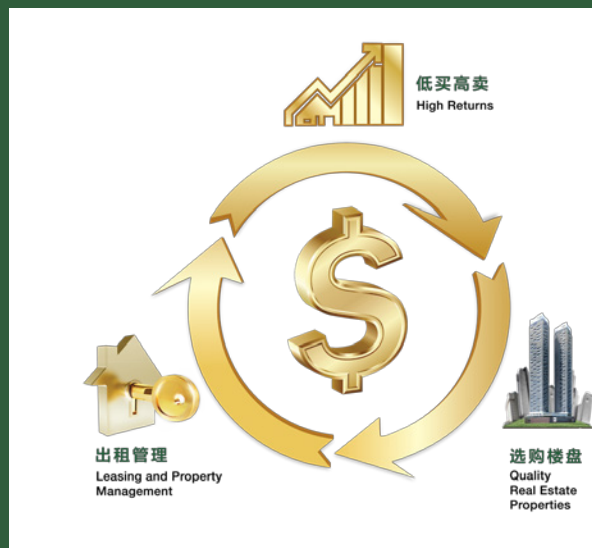 低买高卖
High Returns
出租管理
Leasing and Property
Management
选购楼盘
Quality
Real Estate
Properties